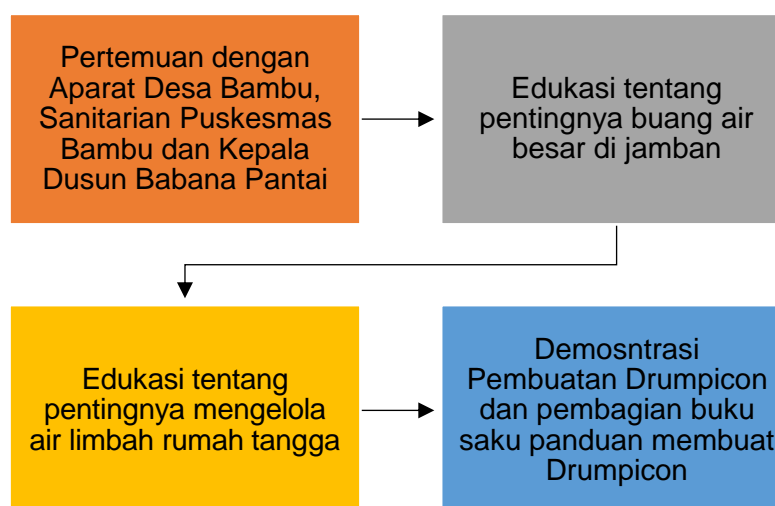 Pertemuan dengan
Aparat Desa Bambu,
Sanitarian Puskesmas
Bambu dan Kepala
Dusun Babana Pantai
Edukasi tentang
pentingnya buang air
besar di jamban
Edukasi tentang
pentingnya mengelola
air limbah rumah tangga
Demosntrasi
Pembuatan Drumpicon
dan pembagian buku
saku panduan membuat
Drumpicon